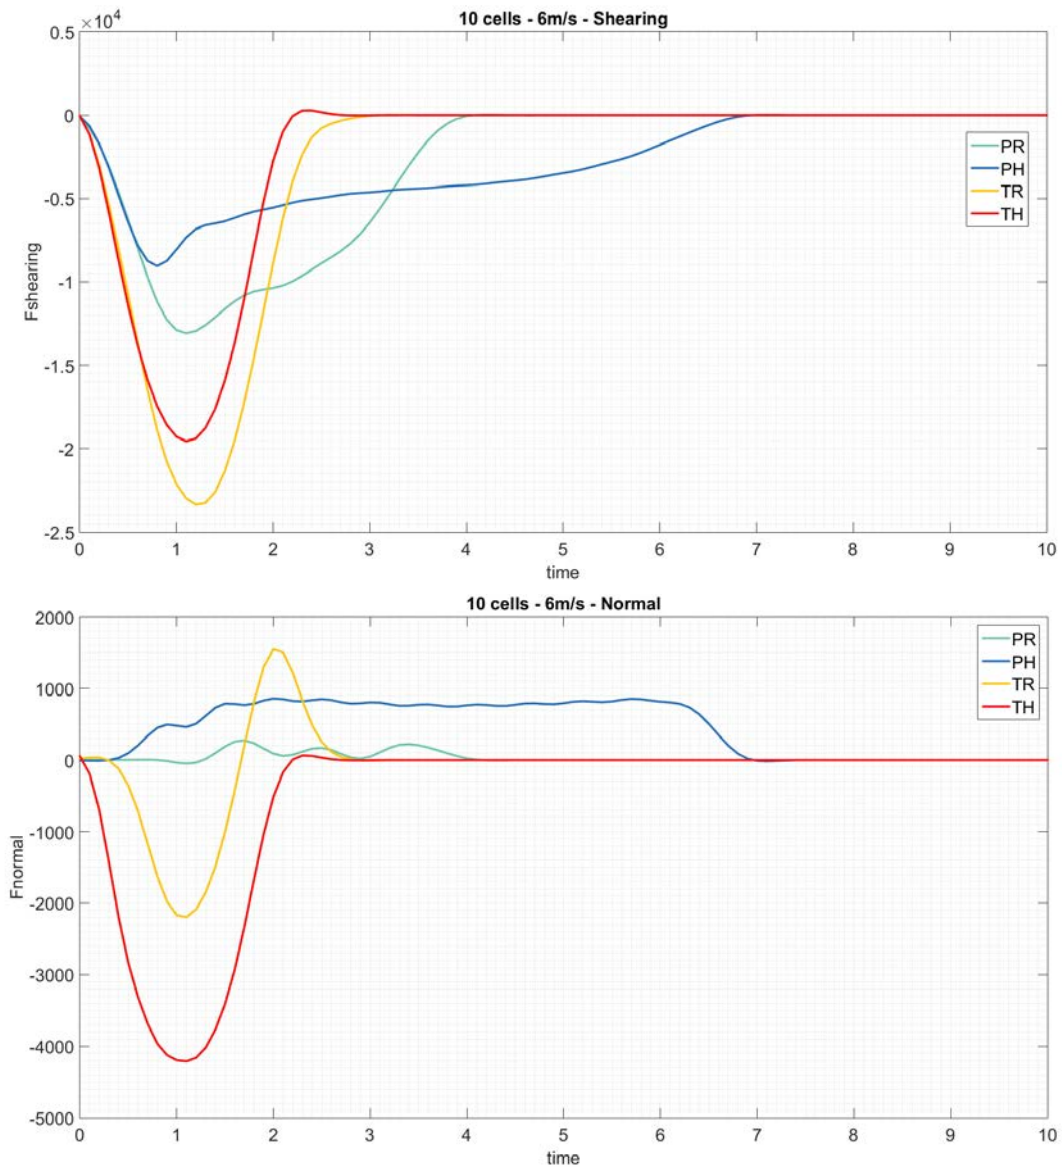 10 cells - 6m/s - Shearing
×10⁴
0.5
0
-0.5
-1
-1.5
-2
-2.5
Fshearing
PR
PH
TR
TH
0 1 2 3 4 5 6 7 8 9 10
time
10 cells - 6m/s - Normal
2000
1000
0
-1000
-2000
-3000
-4000
-5000
Fnormal
PR
PH
TR
TH
0 1 2 3 4 5 6 7 8 9 10
time